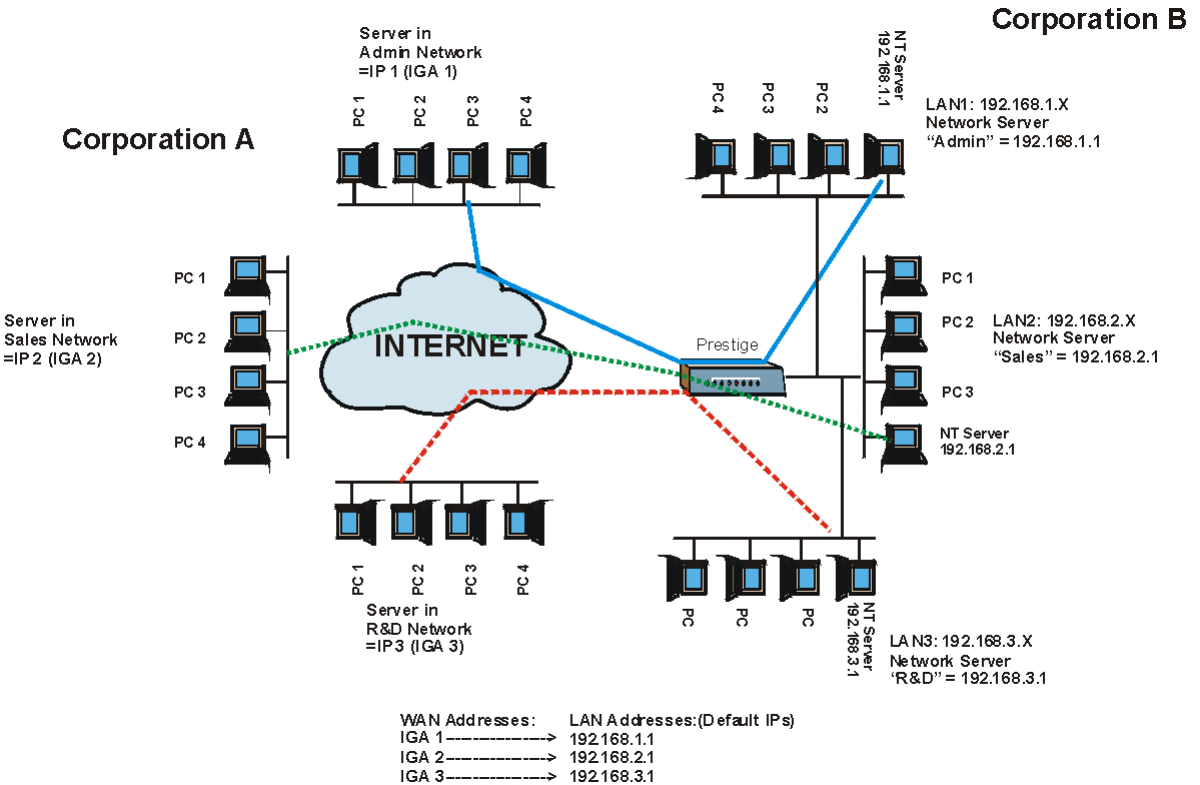 Corporation B
Server in
Admin Network
=IP1 (IGA 1)
PC 1
PC 2
PC 3
PC 4
Corporation A
PC 4
PC 3
PC 2
NT Server
192.168.1.1
LAN1: 192.168.1.X
Network Server
“Admin” = 192.168.1.1
PC 1
PC 2
PC 3
PC 4
Server in
Sales Network
=IP2 (IGA 2)
INTERNET
Prestige
PC 1
PC 2
PC 3
NT Server
192.168.2.1
LAN2: 192.168.2.X
Network Server
“Sales” = 192.168.2.1
PC 1
PC 2
PC 3
PC 4
Server in
R&D Network
=IP3 (IGA 3)
PC
PC
PC
NT Server
192.168.3.1
LAN3: 192.168.3.X
Network Server
‘R&D” = 192.168.3.1
WAN Addresses: LAN Addresses:(Default IPs)
IGA 1-----------------> 192.168.1.1
IGA 2-----------------> 192.168.2.1
IGA 3-----------------> 192.168.3.1